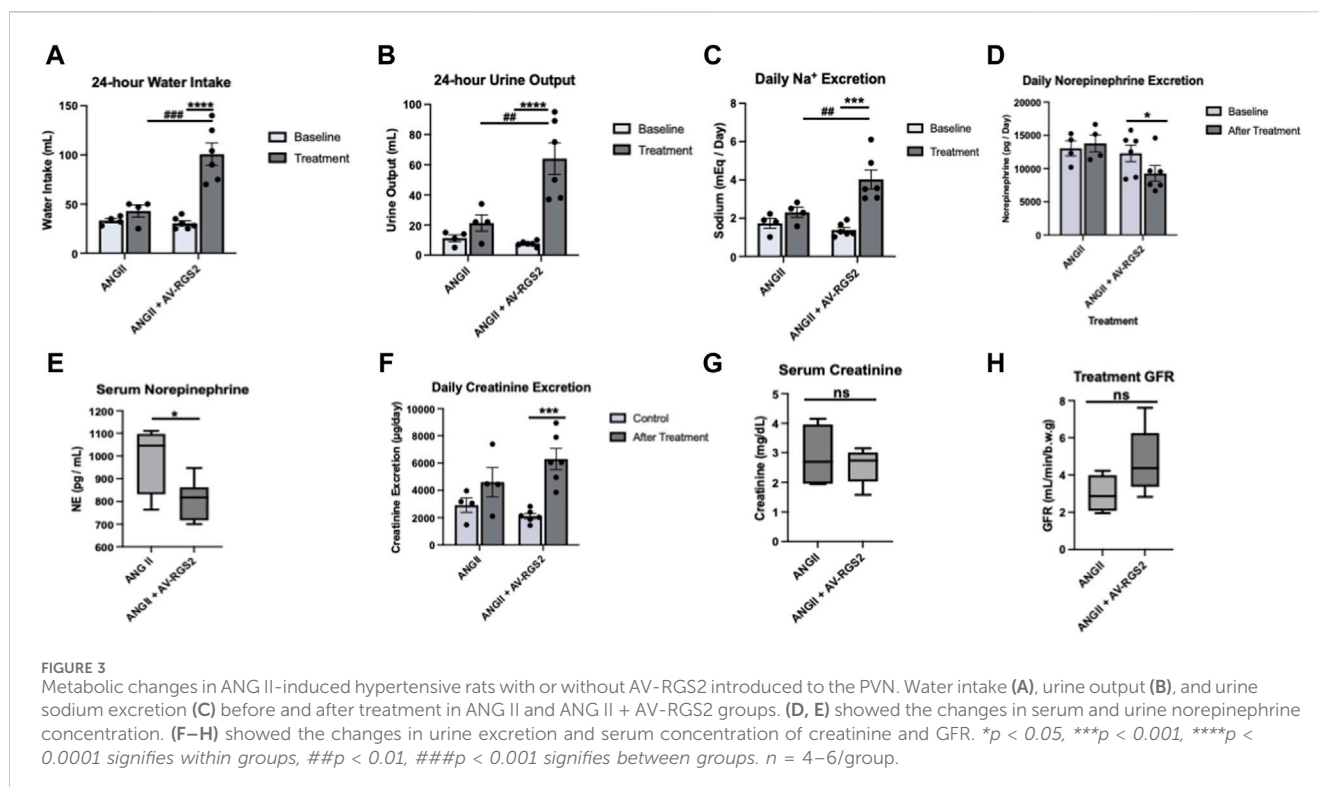 A
24-hour Water Intake
Water Intake (mL)
150
100
50
0
###
****
Baseline
Treatment
ANGII
ANGII + AV-RGS2
B
24-hour Urine Output
Urine Output (mL)
100
80
60
40
20
0
##
****
Baseline
Treatment
ANGII
ANGII + AV-RGS2
C
Daily Na⁺ Excretion
Sodium (mEq / Day)
8
6
4
2
0
##
***
Baseline
Treatment
ANGII
ANGII + AV-RGS2
D
Daily Norepinephrine Excretion
Norepinephrine (pg / Day)
20000
15000
10000
5000
0
*
Baseline
After Treatment
ANGII
ANGII + AV-RGS2
Treatment
E
Serum Norepinephrine
NE (pg / mL)
1200
1100
1000
900
800
700
600
*
ANG II
ANGII + AV-RGS2
F
Daily Creatinine Excretion
Creatinine Excretion (µg/day)
10000
8000
6000
4000
2000
0
***
Control
After Treatment
ANGII
ANGII + AV-RGS2
G
Serum Creatinine
Creatinine (mg/dL)
5
4
3
2
1
0
ns
ANGII
ANGII + AV-RGS2
H
Treatment GFR
GFR (mL/min/b.w.g)
8
6
4
2
0
ns
ANGII
ANGII + AV-RGS2
FIGURE 3
Metabolic changes in ANG II-induced hypertensive rats with or without AV-RGS2 introduced to the PVN. Water intake (A), urine output (B), and urine
sodium excretion (C) before and after treatment in ANG II and ANG II + AV-RGS2 groups. (D, E) showed the changes in serum and urine norepinephrine
concentration. (F–H) showed the changes in urine excretion and serum concentration of creatinine and GFR. *p < 0.05, ***p < 0.001, ****p <
0.0001 signifies within groups, ##p < 0.01, ###p < 0.001 signifies between groups. n = 4–6/group.